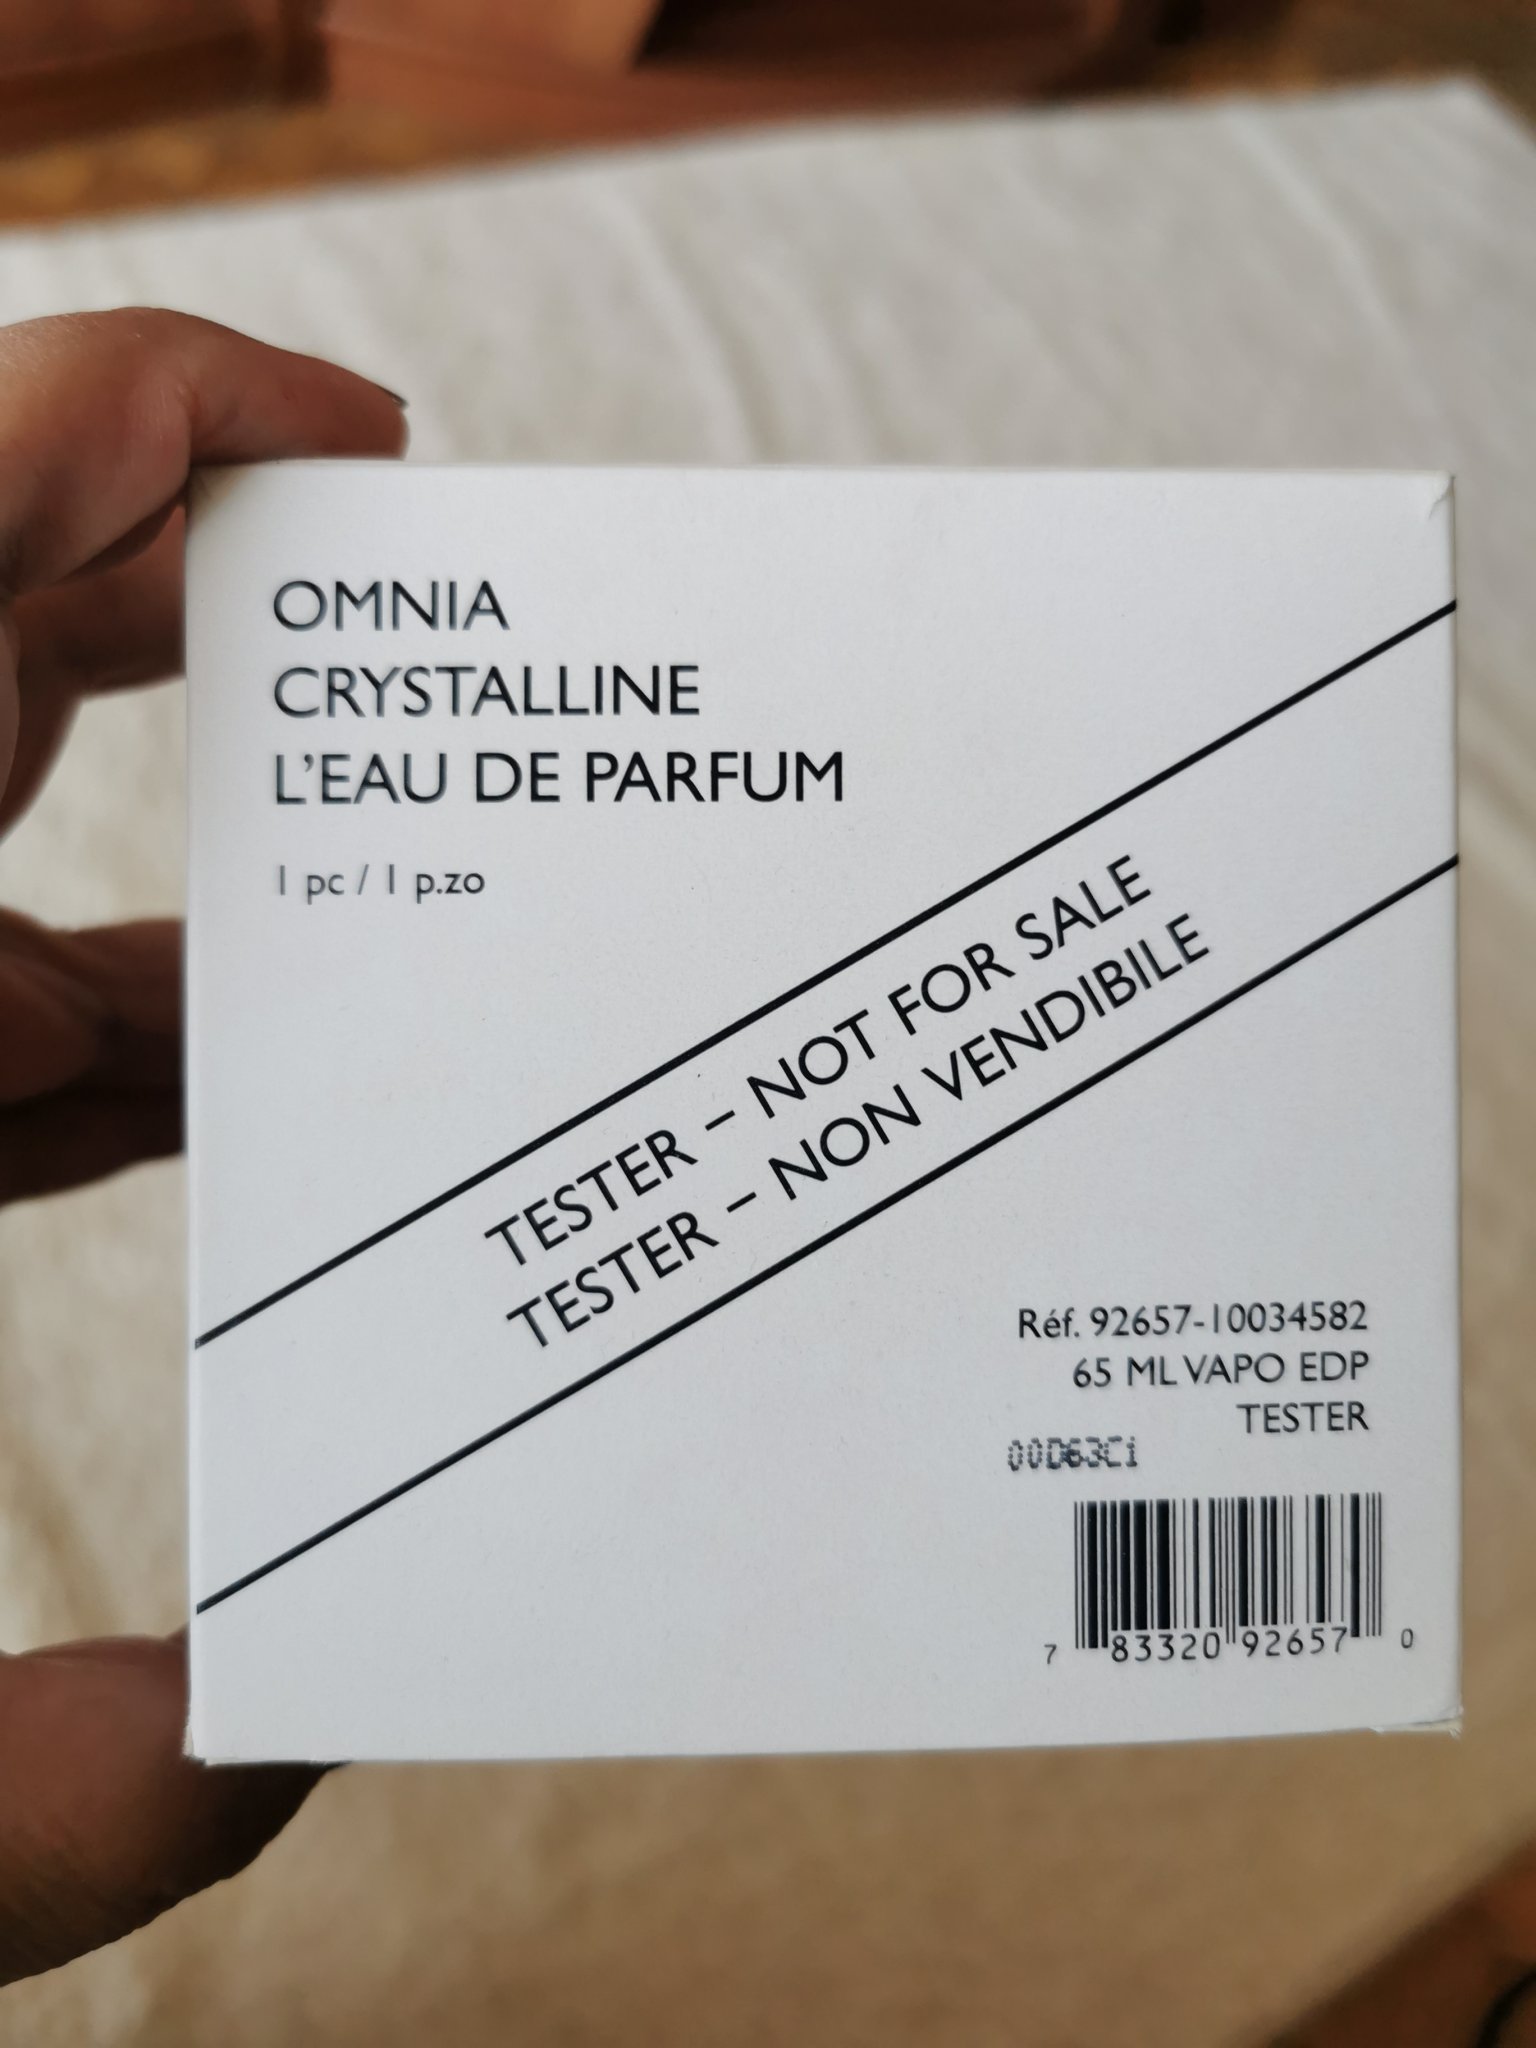 OMNIA
CRYSTALLINE
L'EAU DE PARFUM
1 pc / 1 p.zo
TESTER – NOT FOR SALE
TESTER – NON VENDIBILE
Réf. 92657-10034582
65 ML VAPO EDP
TESTER
00D63C1
7 83320 92657 0